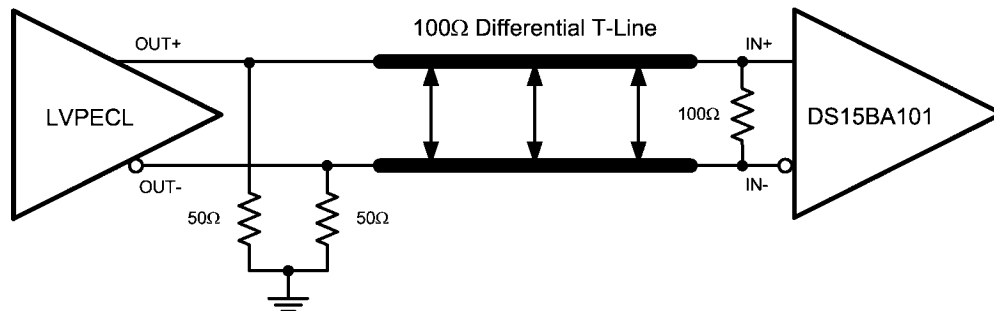 100Ω Differential T-Line
OUT+
IN+
LVPECL
100Ω
DS15BA101
OUT-
IN-
50Ω
50Ω